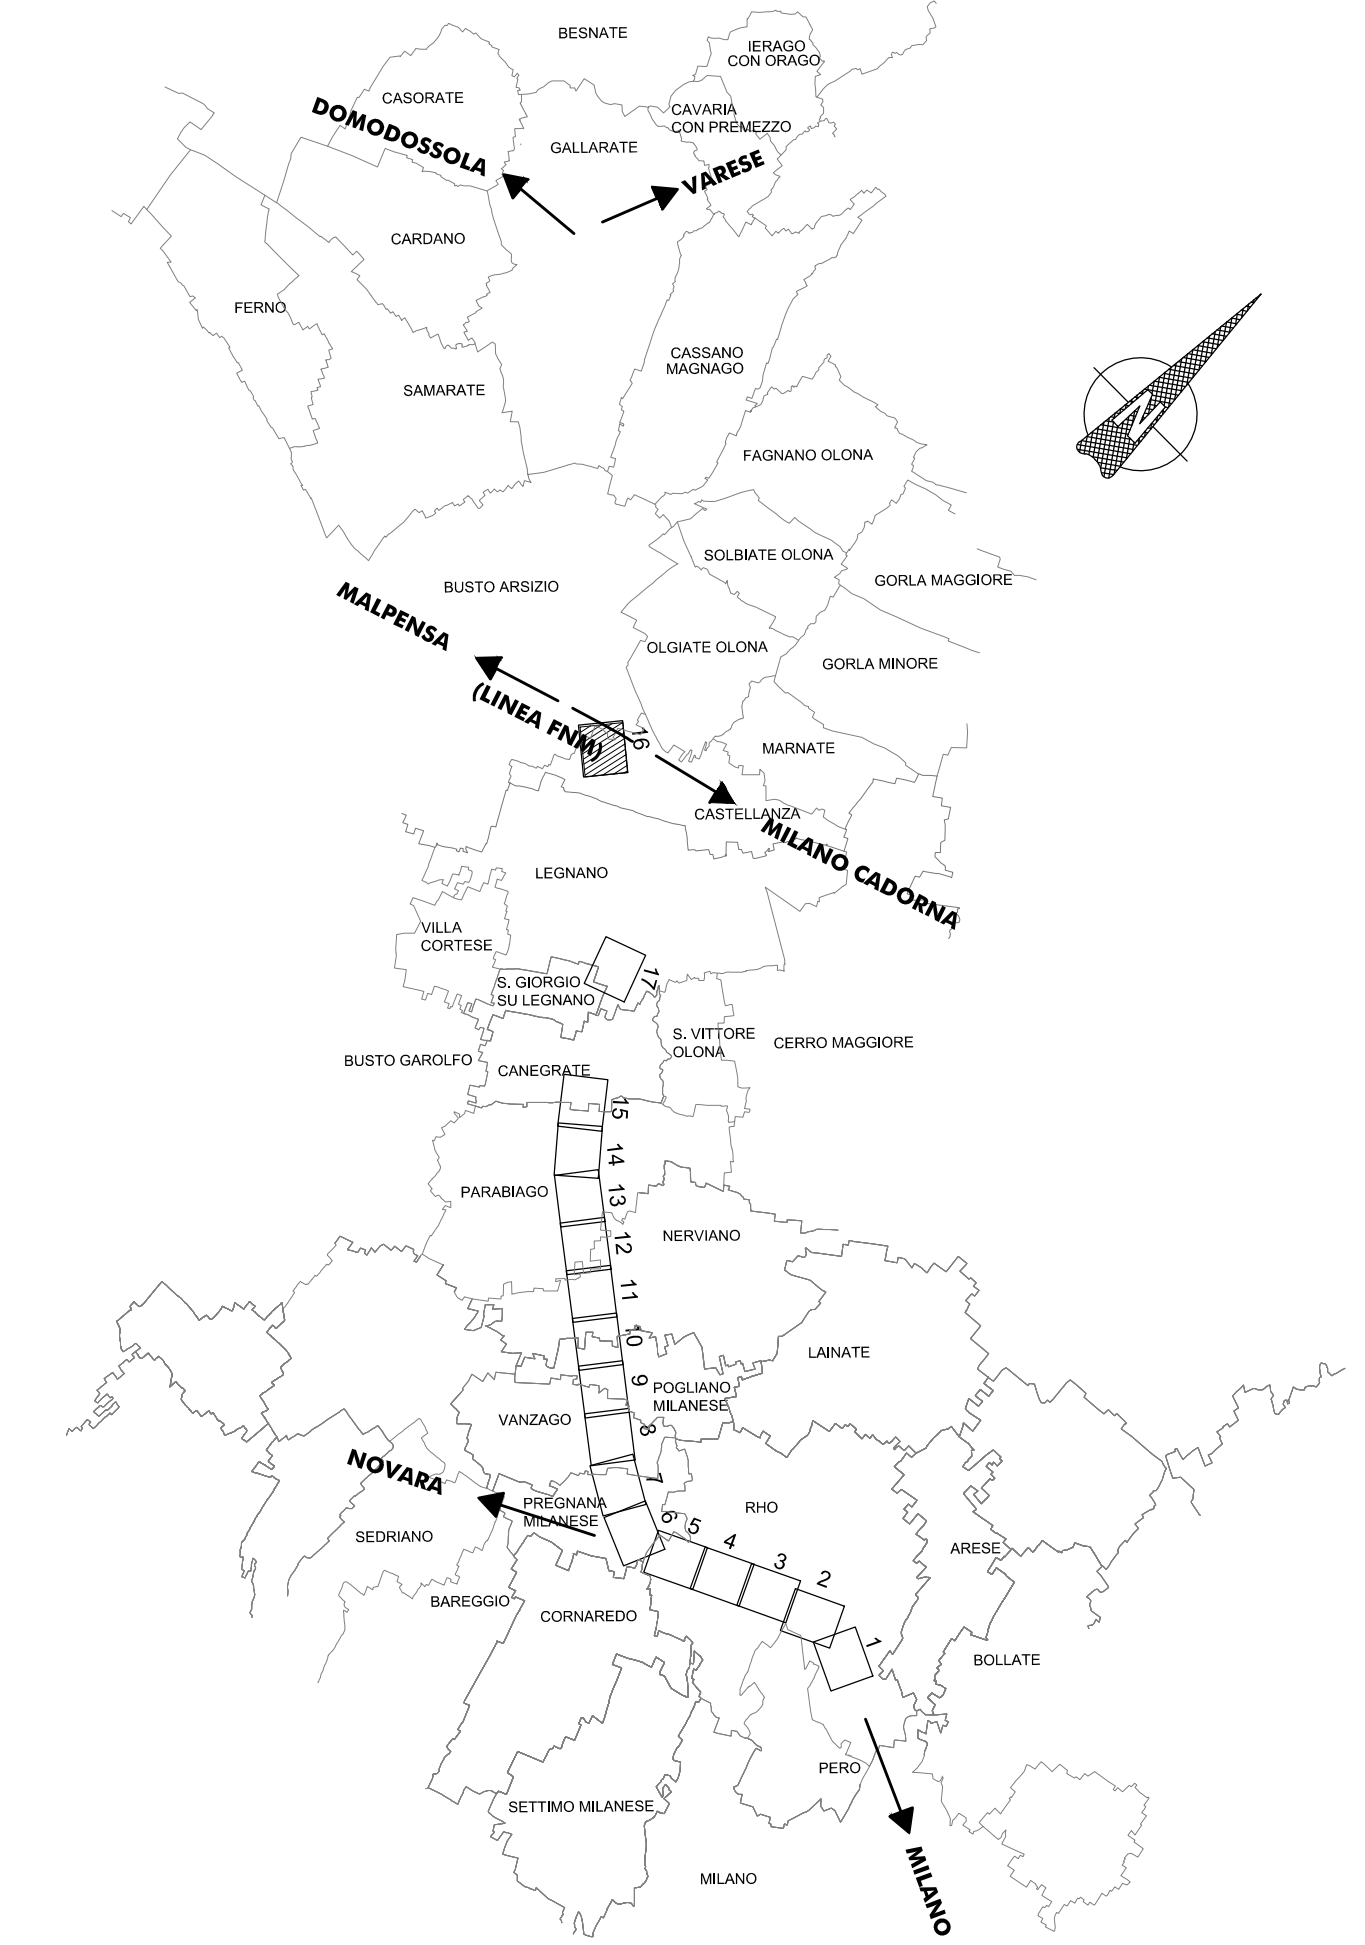 BESNATE
IERAGO
CON ORAGO
CASORATE
CAVARIA
CON PREMEZZO
DOMODOSSOLA
GALLARATE
VARESE
CARDANO
FERNO
CASSANO
MAGNAGO
SAMARATE
N
FAGNANO OLONA
SOLBIATE OLONA
GORLA MAGGIORE
BUSTO ARSIZIO
MALPENSA
OLGIATE OLONA
GORLA MINORE
(LINEA FNM)
16
MARNATE
CASTELLANZA
MILANO CADORNA
LEGNANO
VILLA
CORTESE
17
S. GIORGIO
SU LEGNANO
S. VITTORE
OLONA
CERRO MAGGIORE
BUSTO GAROLFO
CANEGRATE
15
14
PARABIAGO
13
NERVIANO
12
11
10
LAINATE
9
POGLIANO
MILANESE
VANZAGO
8
NOVARA
7
PREGNANA
MILANESE
RHO
6
5
4
3
2
1
SEDRIANO
ARESE
BAREGGIO
CORNAREDO
BOLLATE
PERO
SETTIMO MILANESE
MILANO
MILANO